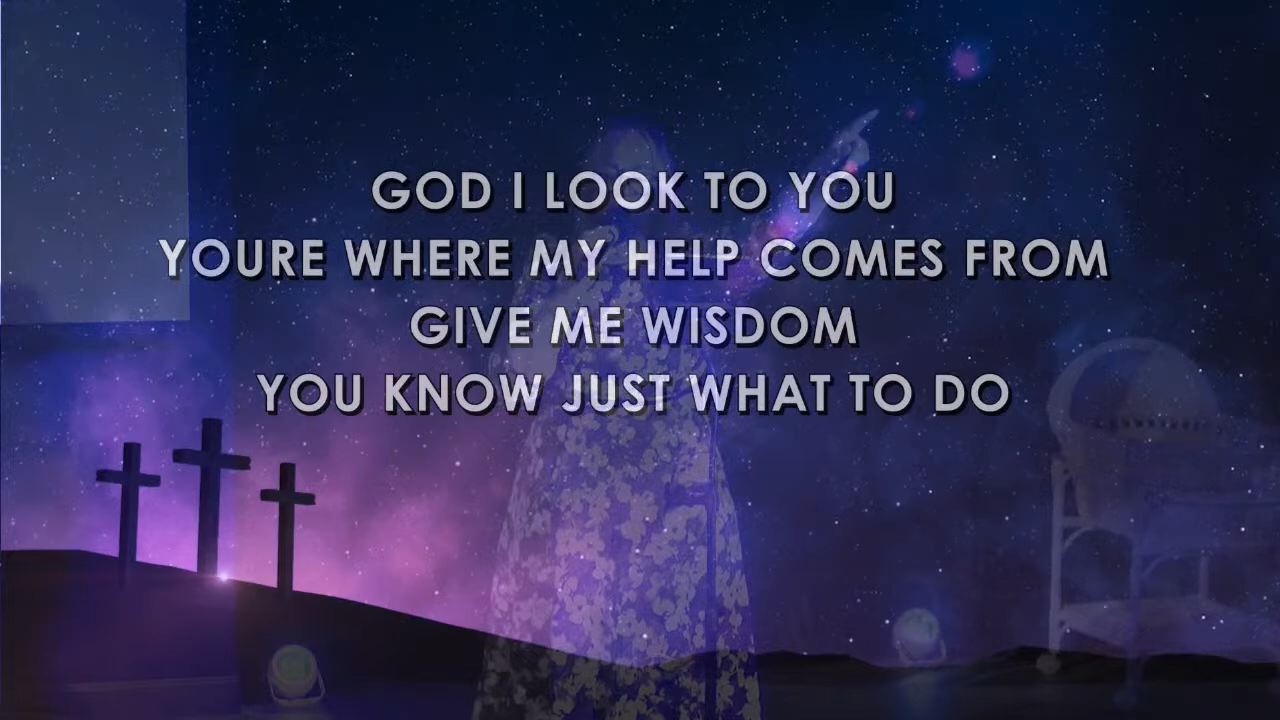 GOD I LOOK TO YOU
YOURE WHERE MY HELP COMES FROM
GIVE ME WISDOM
YOU KNOW JUST WHAT TO DO